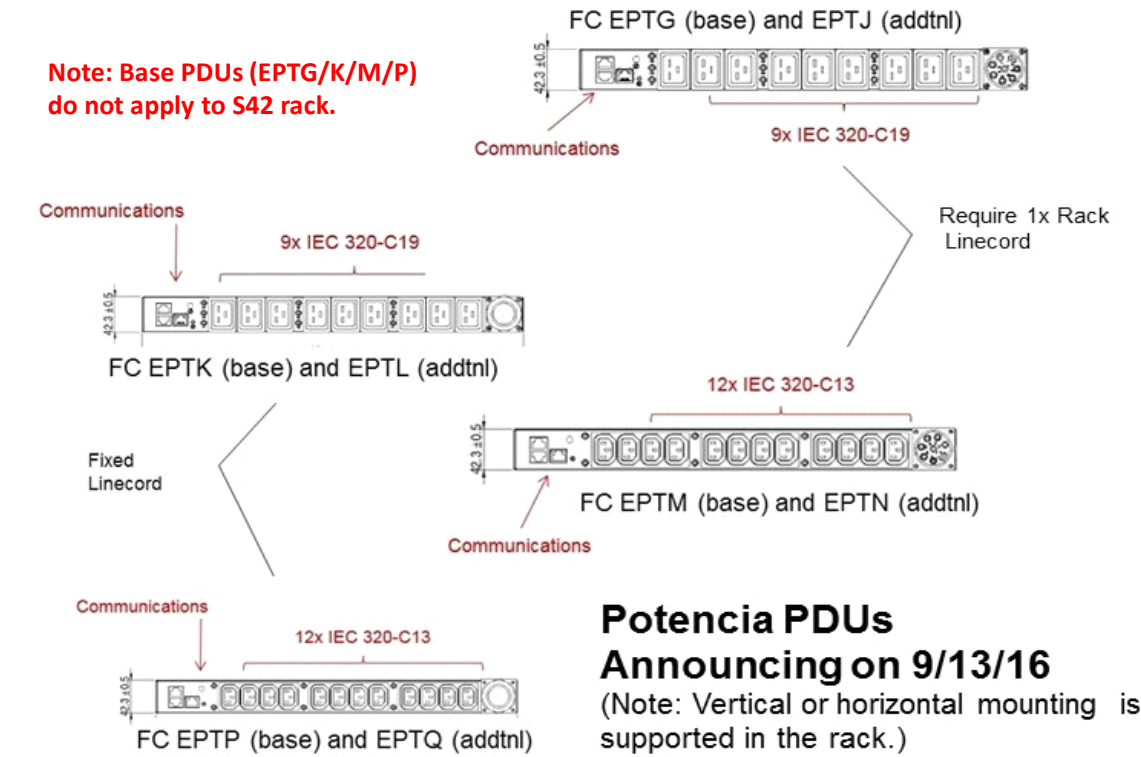 FC EPTG (base) and EPTJ (addtnl)
Note: Base PDUs (EPTG/K/M/P)
do not apply to S42 rack.
42.3 ±0.5
Communications
9x IEC 320-C19
Require 1x Rack
Linecord
Communications
9x IEC 320-C19
42.3 ±0.5
FC EPTK (base) and EPTL (addtnl)
12x IEC 320-C13
42.3 ±0.5
FC EPTM (base) and EPTN (addtnl)
Communications
Fixed
Linecord
Communications
12x IEC 320-C13
42.3 ±0.5
FC EPTP (base) and EPTQ (addtnl)
Potencia PDUs
Announcing on 9/13/16
(Note: Vertical or horizontal mounting is
supported in the rack.)